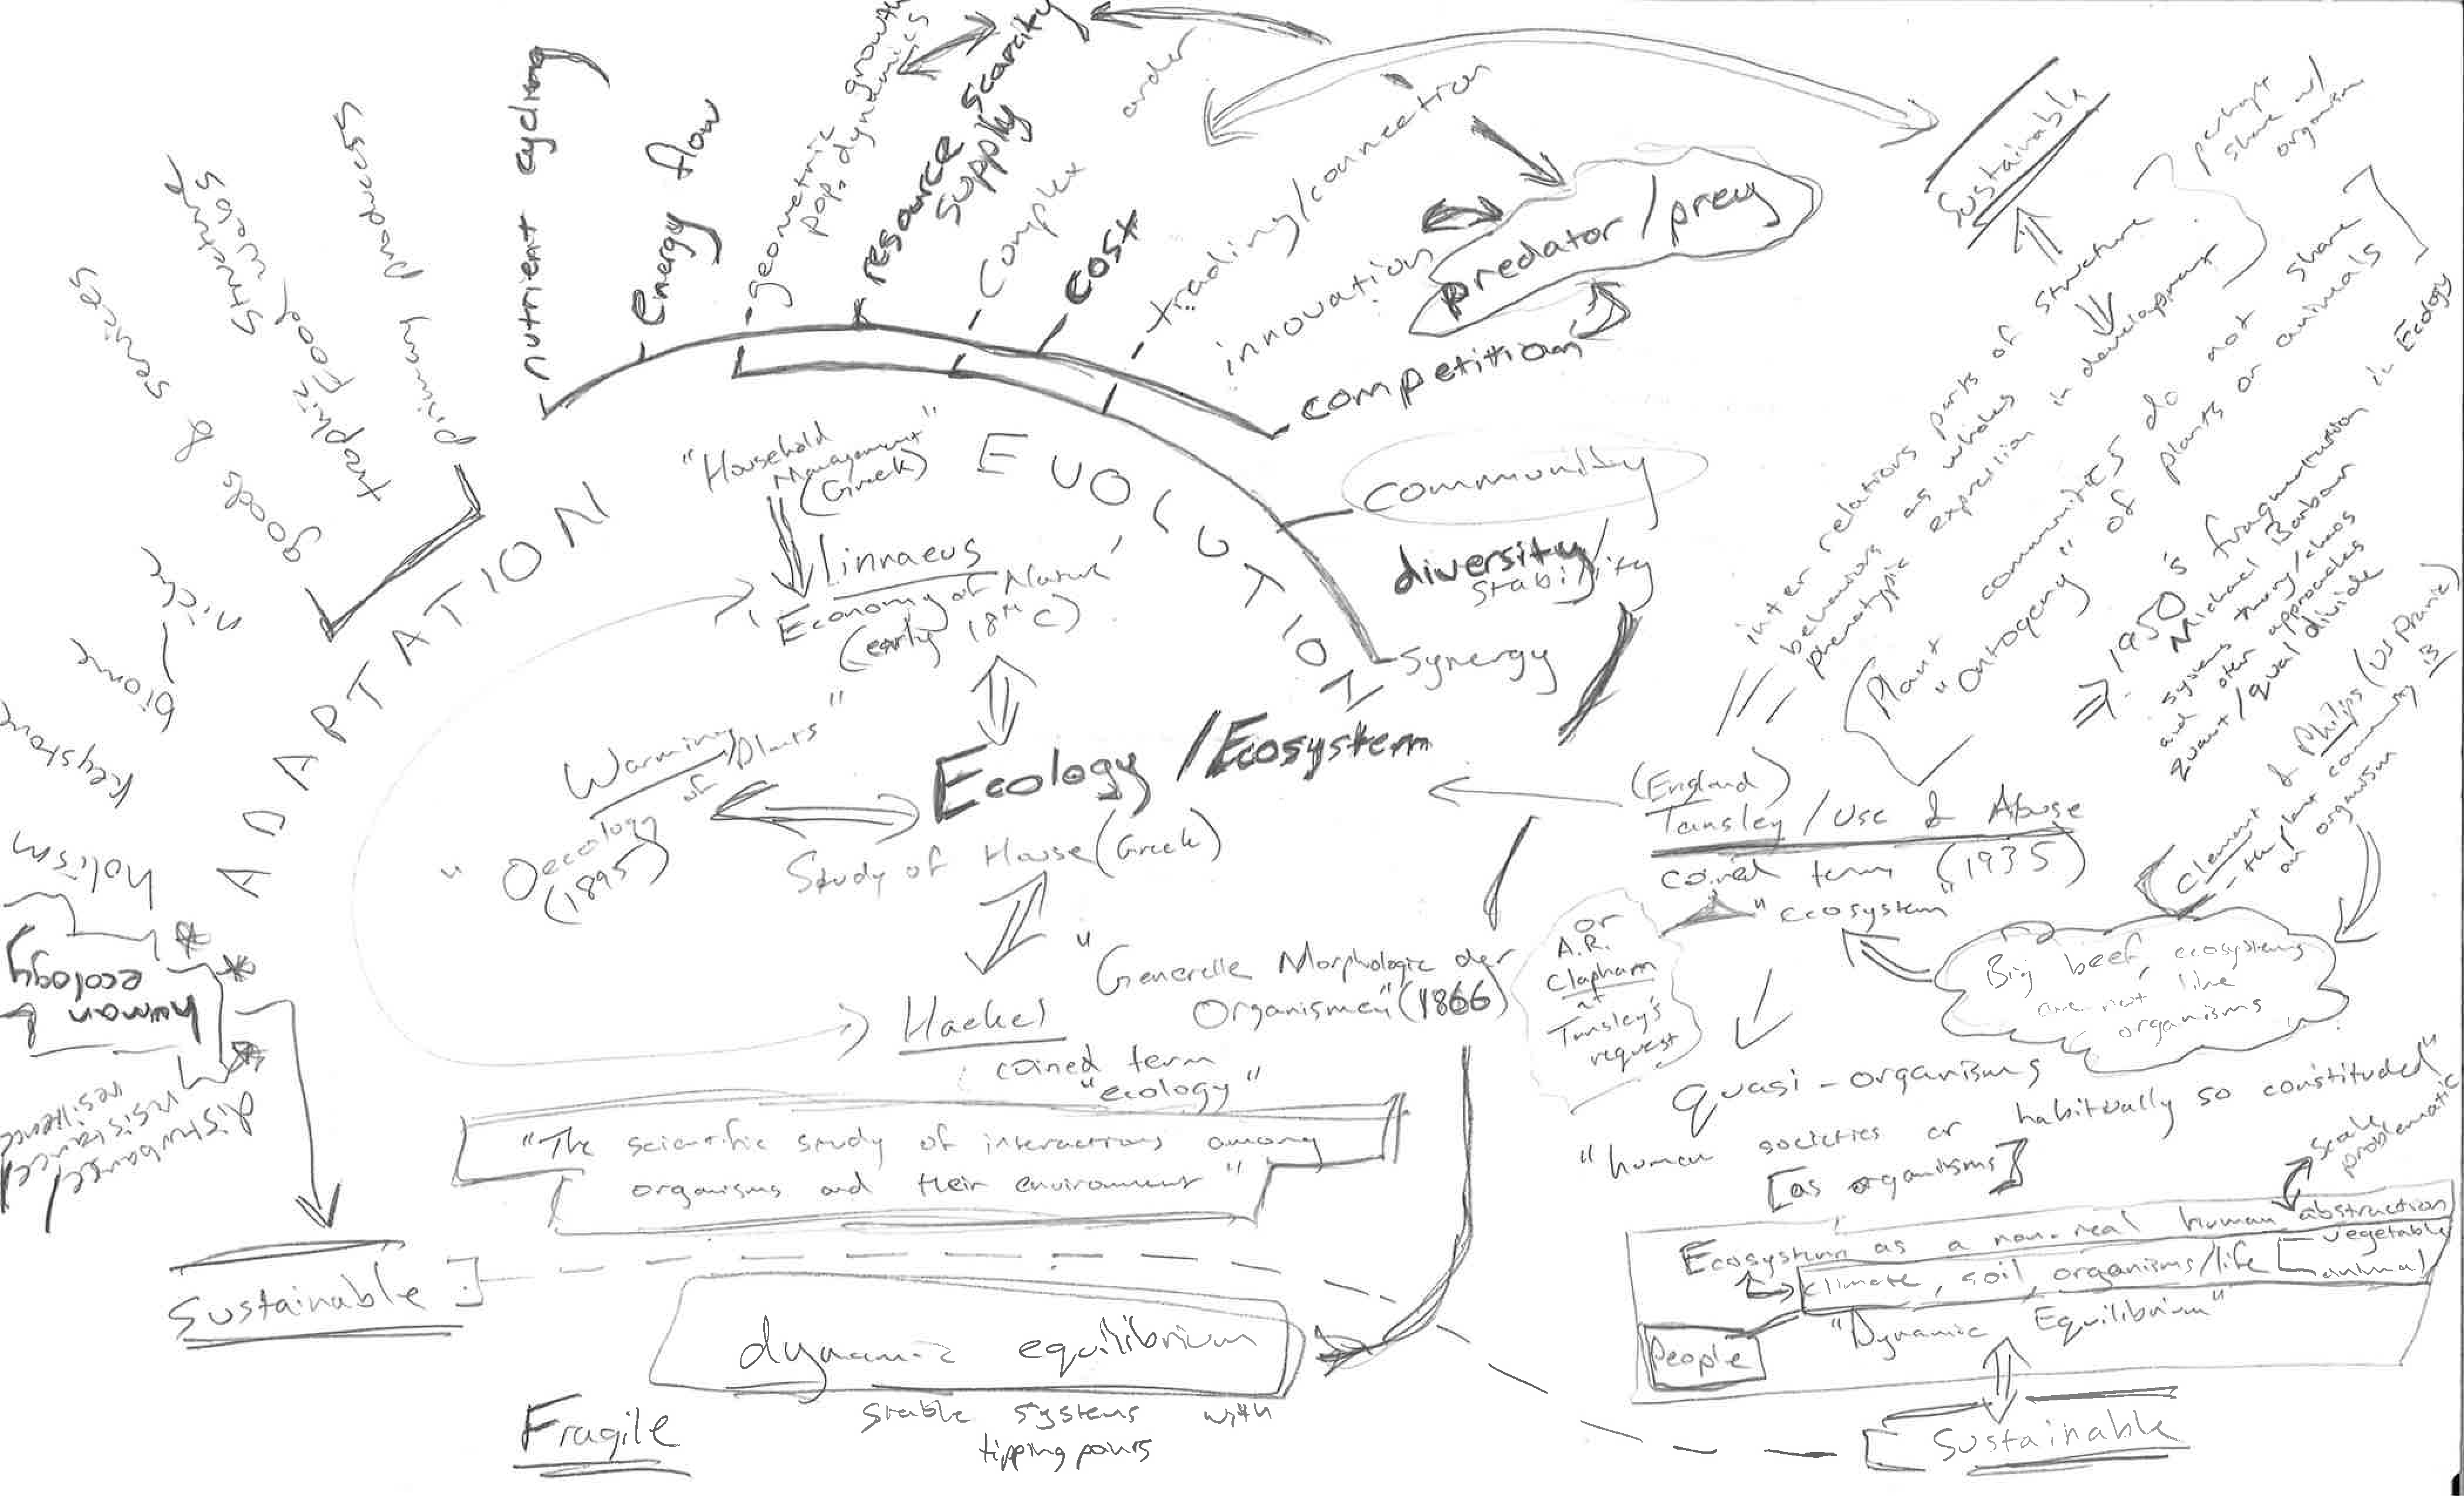 nutrient cycling
Energy flow
geometric growth
pop. dynamics
resource scarcity
supply
complex order
cost
trading/connection
innovation
predator/prey
competition
community
diversity/
stability
synergy
primary produces
trophic structure
Food webs
goods & services
niche
biome
keystone
holism
human
ecology
disturbance/
resistance/
resilience
ADAPTATION
EVOLUTION
"Household
Management"
(Greek)
Linnaeus
'Economy of Nature'
(early 18th C)
Warming
"Oecology of Plants"
(1895)
Ecology/Ecosystem
Study of House (Greek)
Haekel
coined term
"ecology"
"Generelle Morphologie der
Organismen" (1866)
"The scientific study of interactions among
organisms and their environment"
Sustainable
dynamic equilibrium
stable systems with
tipping points
Fragile
Sustainable
perhaps
share w/
organism
inter relations parts of structure
behaviors as wholes
phenotypic expression in development
Plant communities do not share
"ontogeny" of plants or animals
1950's fragmentation in Ecology
Michael Barbour
systems theory/chaos
and other approaches
quant/qual divide
Clement & Philips (US Prairie)
- the plant community is
an organism
(England)
Tansley/Use & Abuse
coined term (1935)
"ecosystem"
or
A.R.
Clapham
at
Tansley's
request
Big beef, ecosystems
are not like
organisms
quasi-organisms
"human societies or habitually so constituded"
[as organisms]
scale
problematic
Ecosystem as a non-real human abstraction
climate, soil, organisms/life
vegetable
animal
People
"Dynamic Equilibrium"
Sustainable